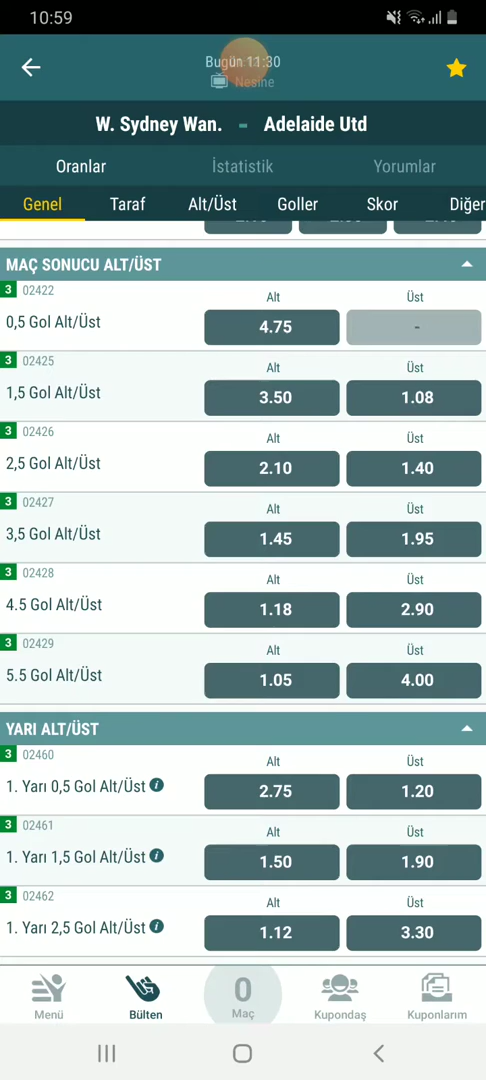 10:59
Bugün 11:30
Nesine
W. Sydney Wan. - Adelaide Utd
Oranlar İstatistik Yorumlar
Genel Taraf Alt/Üst Goller Skor Diğer
MAÇ SONUCU ALT/ÜST
3 02422 Alt Üst
0,5 Gol Alt/Üst 4.75 -
3 02425 Alt Üst
1,5 Gol Alt/Üst 3.50 1.08
3 02426 Alt Üst
2,5 Gol Alt/Üst 2.10 1.40
3 02427 Alt Üst
3,5 Gol Alt/Üst 1.45 1.95
3 02428 Alt Üst
4.5 Gol Alt/Üst 1.18 2.90
3 02429 Alt Üst
5.5 Gol Alt/Üst 1.05 4.00
YARI ALT/ÜST
3 02460 Alt Üst
1. Yarı 0,5 Gol Alt/Üst i 2.75 1.20
3 02461 Alt Üst
1. Yarı 1,5 Gol Alt/Üst i 1.50 1.90
3 02462 Alt Üst
1. Yarı 2,5 Gol Alt/Üst i 1.12 3.30
0
Menü Bülten Maç Kupondaş Kuponlarım